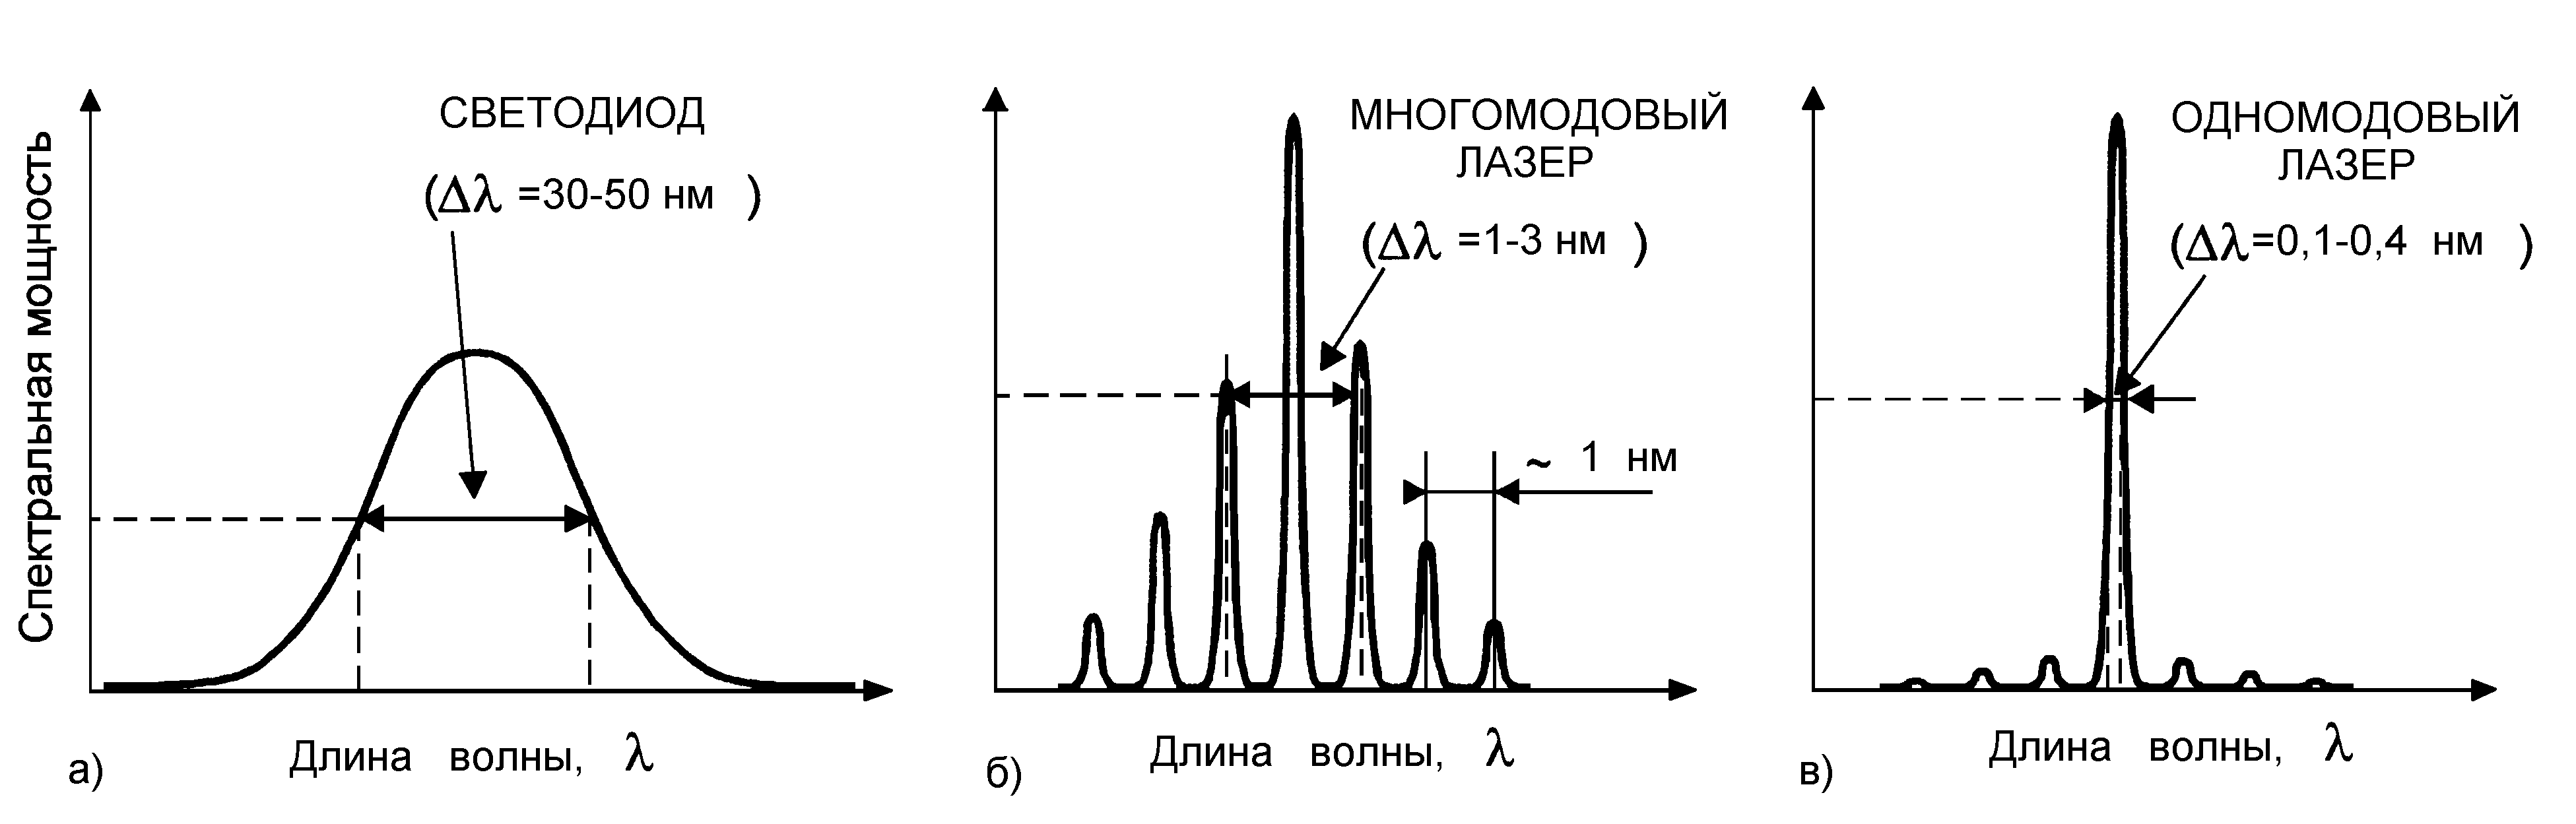 Спектральная мощность
СВЕТОДИОД
(Δλ =30-50 нм )
Длина волны, λ
а)
МНОГОМОДОВЫЙ
ЛАЗЕР
(Δλ =1-3 нм )
~ 1 нм
Длина волны, λ
б)
ОДНОМОДОВЫЙ
ЛАЗЕР
(Δλ=0,1-0,4 нм )
Длина волны, λ
в)